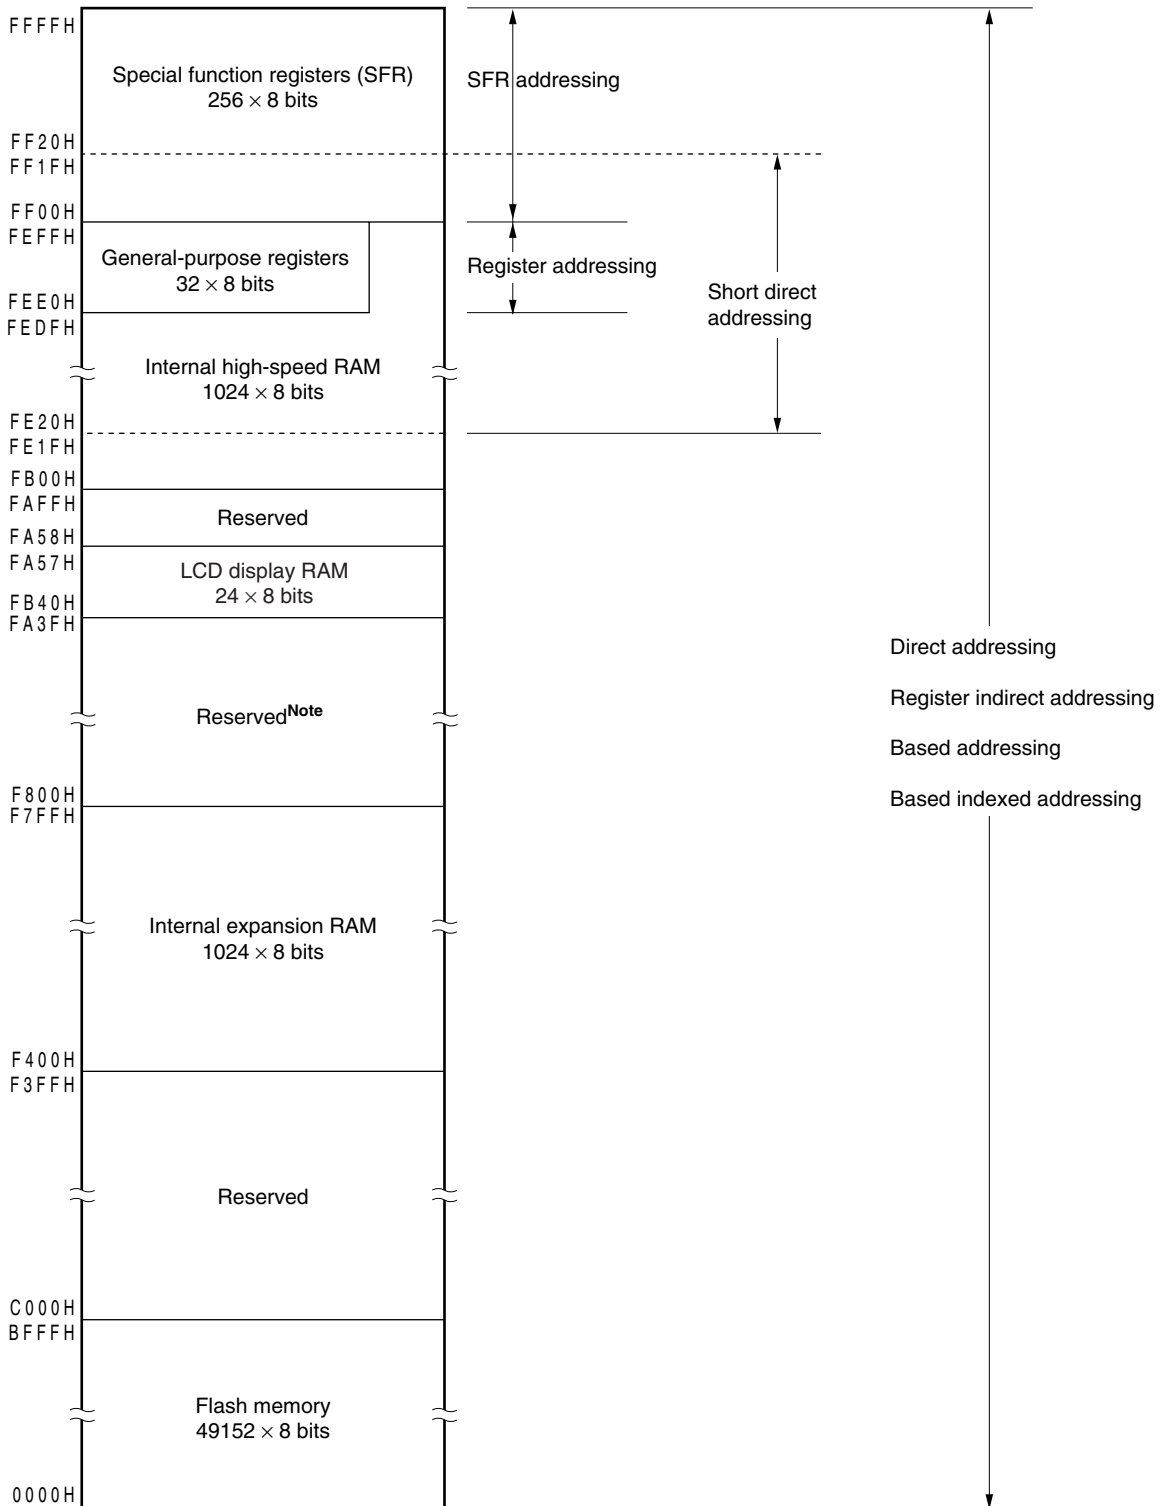 FFFFH
Special function registers (SFR)
256 × 8 bits
SFR addressing
FF20H
FF1FH
FF00H
FEFFH
General-purpose registers
32 × 8 bits
Register addressing
Short direct
addressing
FEE0H
FEDFH
Internal high-speed RAM
1024 × 8 bits
FE20H
FE1FH
FB00H
FAFFH
Reserved
FA58H
FA57H
LCD display RAM
24 × 8 bits
FB40H
FA3FH
Direct addressing
Register indirect addressing
Based addressing
Based indexed addressing
ReservedNote
F800H
F7FFH
Internal expansion RAM
1024 × 8 bits
F400H
F3FFH
Reserved
C000H
BFFFH
Flash memory
49152 × 8 bits
0000H